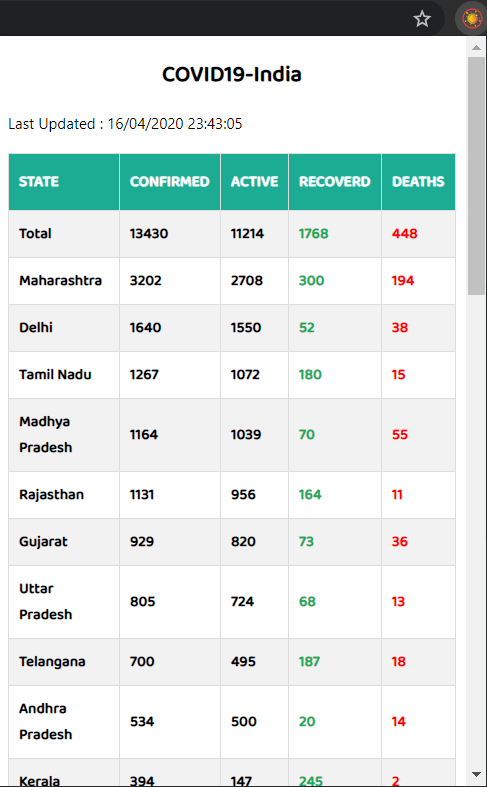 COVID19-India
Last Updated : 16/04/2020 23:43:05
STATE CONFIRMED ACTIVE RECOVERD DEATHS
Total 13430 11214 1768 448
Maharashtra 3202 2708 300 194
Delhi 1640 1550 52 38
Tamil Nadu 1267 1072 180 15
Madhya
Pradesh 1164 1039 70 55
Rajasthan 1131 956 164 11
Gujarat 929 820 73 36
Uttar
Pradesh 805 724 68 13
Telangana 700 495 187 18
Andhra
Pradesh 534 500 20 14
Kerala 394 147 245 2